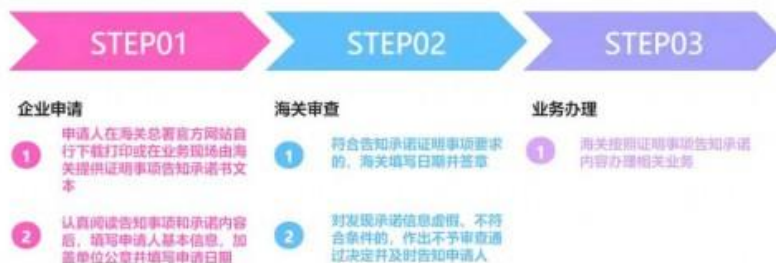 STEP01
STEP02
STEP03
企业申请
1
申请人在海关总署官方网站自
行下载打印或在业务现场由海
关提供证明事项告知承诺书文
本
2
认真阅读告知事项和承诺内容
后，填写申请人基本信息，加
盖单位公章并填写申请日期
海关审查
1
符合告知承诺证明事项要求
的，海关填写日期并签章
2
对发现承诺信息虚假、不符
合条件的，作出不予审查通
过决定并及时告知申请人
业务办理
1
海关按照证明事项告知承诺
内容办理相关业务